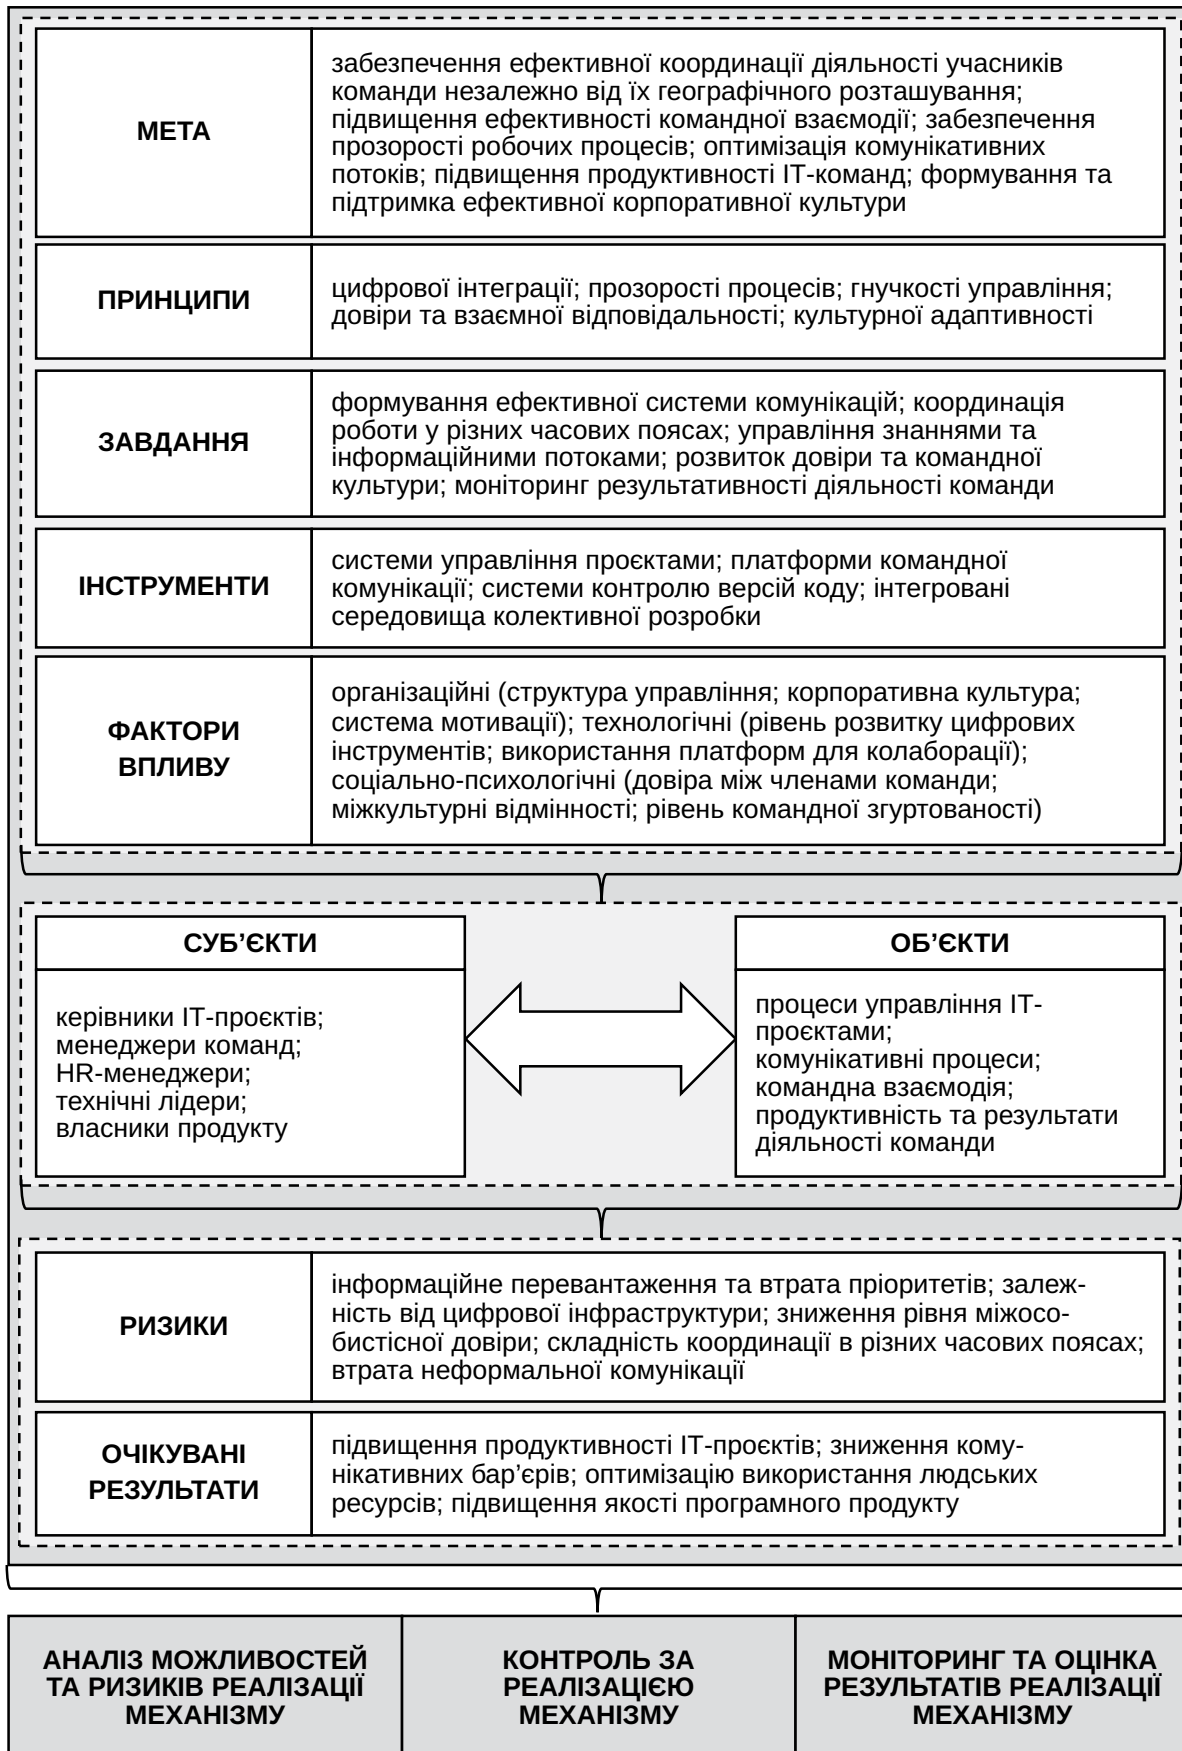 МЕТА
забезпечення ефективної координації діяльності учасників
команди незалежно від їх географічного розташування;
підвищення ефективності командної взаємодії; забезпечення
прозорості робочих процесів; оптимізація комунікативних
потоків; підвищення продуктивності ІТ-команд; формування та
підтримка ефективної корпоративної культури
ПРИНЦИПИ
цифрової інтеграції; прозорості процесів; гнучкості управління;
довіри та взаємної відповідальності; культурної адаптивності
ЗАВДАННЯ
формування ефективної системи комунікацій; координація
роботи у різних часових поясах; управління знаннями та
інформаційними потоками; розвиток довіри та командної
культури; моніторинг результативності діяльності команди
ІНСТРУМЕНТИ
системи управління проєктами; платформи командної
комунікації; системи контролю версій коду; інтегровані
середовища колективної розробки
ФАКТОРИ
ВПЛИВУ
організаційні (структура управління; корпоративна культура;
система мотивації); технологічні (рівень розвитку цифрових
інструментів; використання платформ для колаборації);
соціально-психологічні (довіра між членами команди;
міжкультурні відмінності; рівень командної згуртованості)
СУБ’ЄКТИ
керівники ІТ-проєктів;
менеджери команд;
HR-менеджери;
технічні лідери;
власники продукту
ОБ’ЄКТИ
процеси управління ІТ-
проєктами;
комунікативні процеси;
командна взаємодія;
продуктивність та результати
діяльності команди
РИЗИКИ
інформаційне перевантаження та втрата пріоритетів; залеж-
ність від цифрової інфраструктури; зниження рівня міжосо-
бистісної довіри; складність координації в різних часових поясах;
втрата неформальної комунікації
ОЧІКУВАНІ
РЕЗУЛЬТАТИ
підвищення продуктивності ІТ-проєктів; зниження кому-
нікативних бар’єрів; оптимізацію використання людських
ресурсів; підвищення якості програмного продукту
АНАЛІЗ МОЖЛИВОСТЕЙ
ТА РИЗИКІВ РЕАЛІЗАЦІЇ
МЕХАНІЗМУ
КОНТРОЛЬ ЗА
РЕАЛІЗАЦІЄЮ
МЕХАНІЗМУ
МОНІТОРИНГ ТА ОЦІНКА
РЕЗУЛЬТАТІВ РЕАЛІЗАЦІЇ
МЕХАНІЗМУ